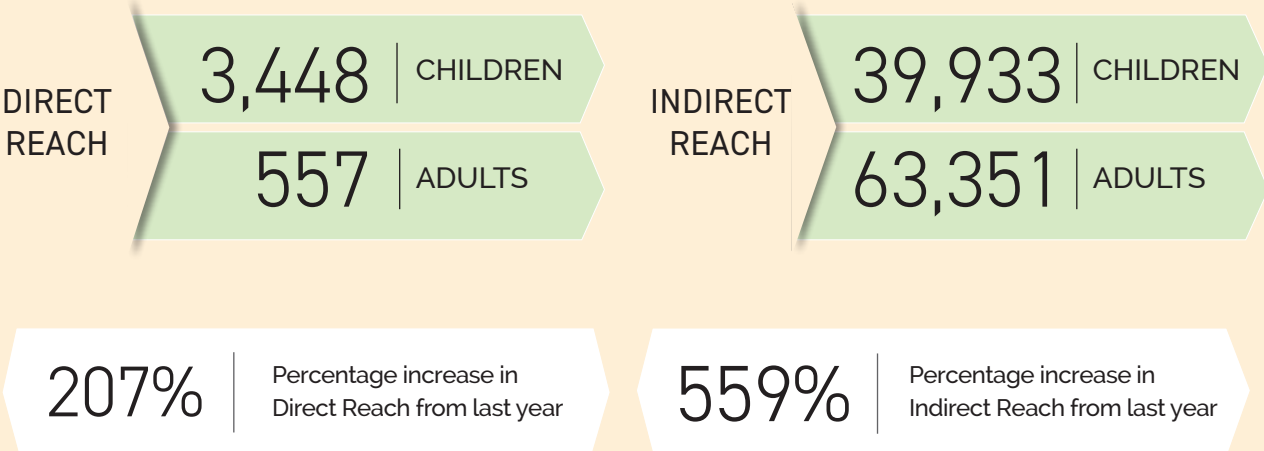 DIRECT
REACH
3,448 CHILDREN
557 ADULTS
INDIRECT
REACH
39,933 CHILDREN
63,351 ADULTS
207%
Percentage increase in
Direct Reach from last year
559%
Percentage increase in
Indirect Reach from last year